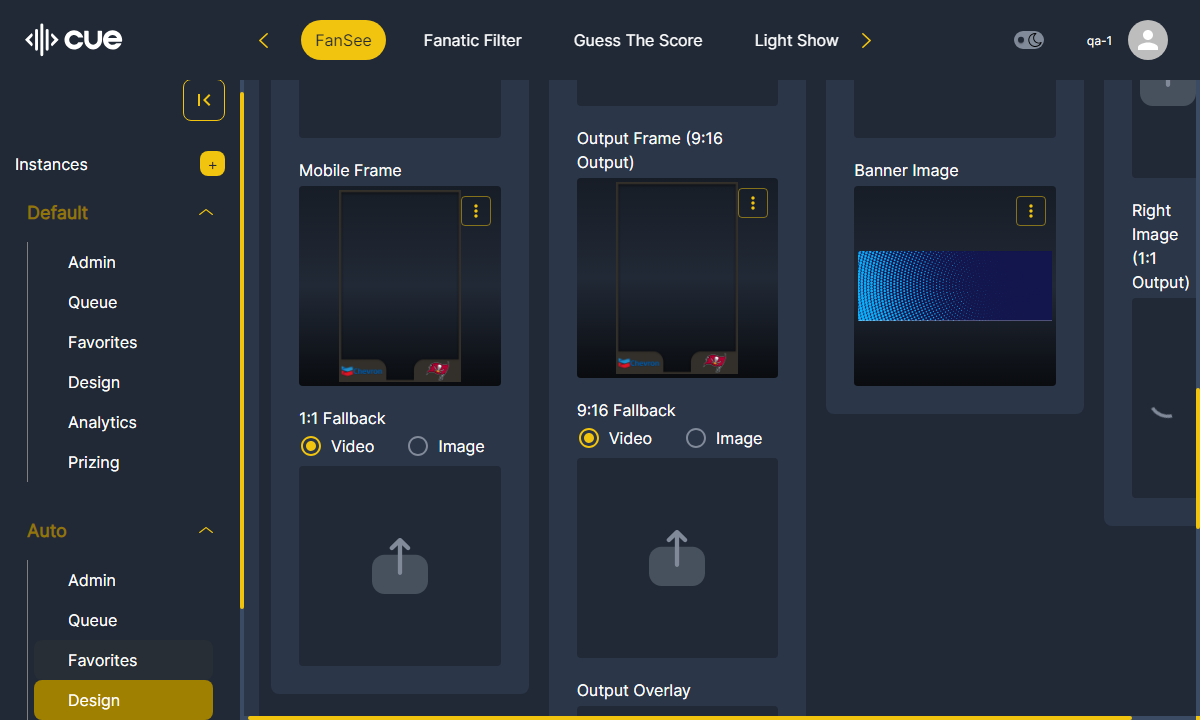 cue
FanSee
Fanatic Filter
Guess The Score
Light Show
qa-1
Instances
+
Default
Admin
Queue
Favorites
Design
Analytics
Prizing
Auto
Admin
Queue
Favorites
Design
Mobile Frame
1:1 Fallback
Video
Image
Output Frame (9:16
Output)
9:16 Fallback
Video
Image
Output Overlay
Banner Image
Right
Image
(1:1
Output)